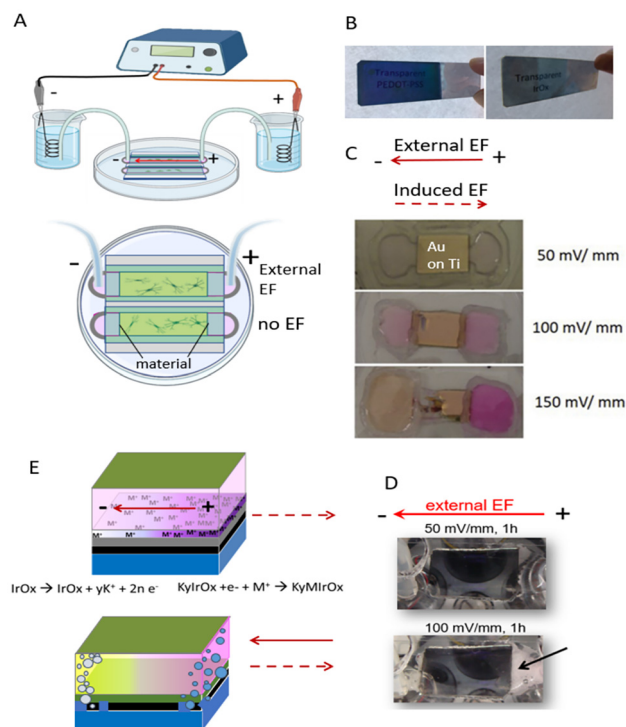 A
-
+
-
+
-
+
External
EF
no EF
material
B
Transparent
PEDOT-PSS
Transparent
IrOx
C
External EF
- +
Induced EF
Au
on Ti
50 mV/ mm
100 mV/ mm
150 mV/ mm
E
M⁺ M⁺ M⁺ M⁺
- +
M⁺ M⁺ M⁺ M⁺
IrOx → IrOx + yK⁺ + 2n e⁻ KyIrOx +e- + M⁺ → KyMIrOx
D
external EF
- +
50 mV/mm, 1h
100 mV/mm, 1h